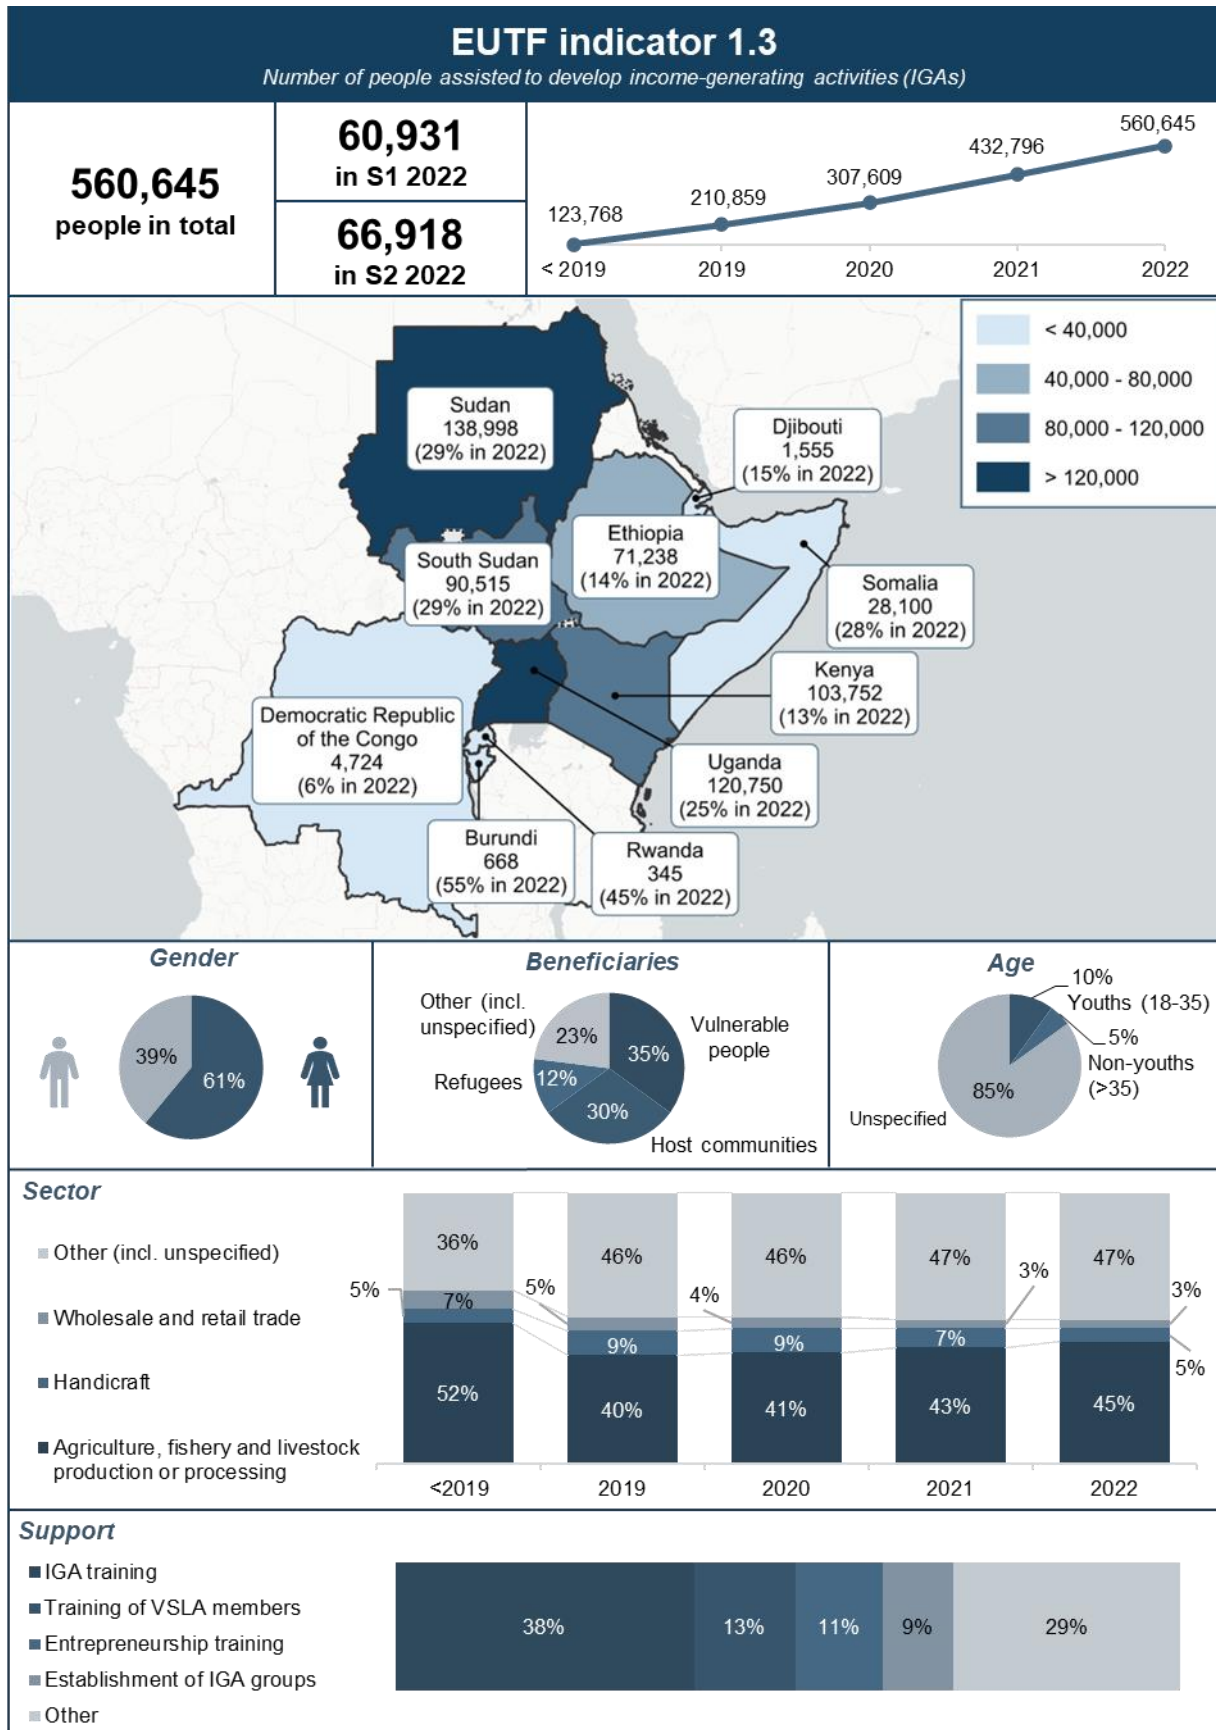 EUTF indicator 1.3
Number of people assisted to develop income-generating activities (IGAs)
560,645
people in total
60,931
in S1 2022
66,918
in S2 2022
123,768
210,859
307,609
432,796
560,645
< 2019
2019
2020
2021
2022
< 40,000
40,000 - 80,000
80,000 - 120,000
> 120,000
Sudan
138,998
(29% in 2022)
Djibouti
1,555
(15% in 2022)
Ethiopia
71,238
(14% in 2022)
South Sudan
90,515
(29% in 2022)
Somalia
28,100
(28% in 2022)
Kenya
103,752
(13% in 2022)
Democratic Republic
of the Congo
4,724
(6% in 2022)
Uganda
120,750
(25% in 2022)
Burundi
668
(55% in 2022)
Rwanda
345
(45% in 2022)
Gender
39%
61%
Beneficiaries
Other (incl.
unspecified)
23%
35%
Vulnerable
people
Refugees
12%
30%
Host communities
Age
10%
Youths (18-35)
5%
Non-youths
(>35)
85%
Unspecified
Sector
Other (incl. unspecified)
Wholesale and retail trade
Handicraft
Agriculture, fishery and livestock
production or processing
36%
46%
46%
47%
47%
7%
5%
4%
3%
3%
5%
9%
9%
7%
5%
52%
40%
41%
43%
45%
<2019
2019
2020
2021
2022
Support
IGA training
Training of VSLA members
Entrepreneurship training
Establishment of IGA groups
Other
38%
13%
11%
9%
29%